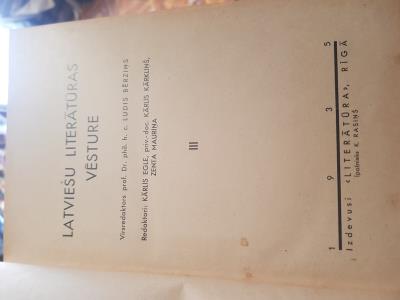 LATVIEŠU LITERĀTŪRAS
VĒSTURE
Virsredaktors prof. Dr. phil. h. c. LUDIS BĒRZIŅŠ
Redaktori: KĀRLIS EGLE, priv.-doc. KĀRLIS KĀRKLIŅŠ,
ZENTA MAURIŅA
III
1 9 3 5
Izdevusi «LITERĀTŪRA», RĪGĀ
Īpašnieks K. RASIŅŠ